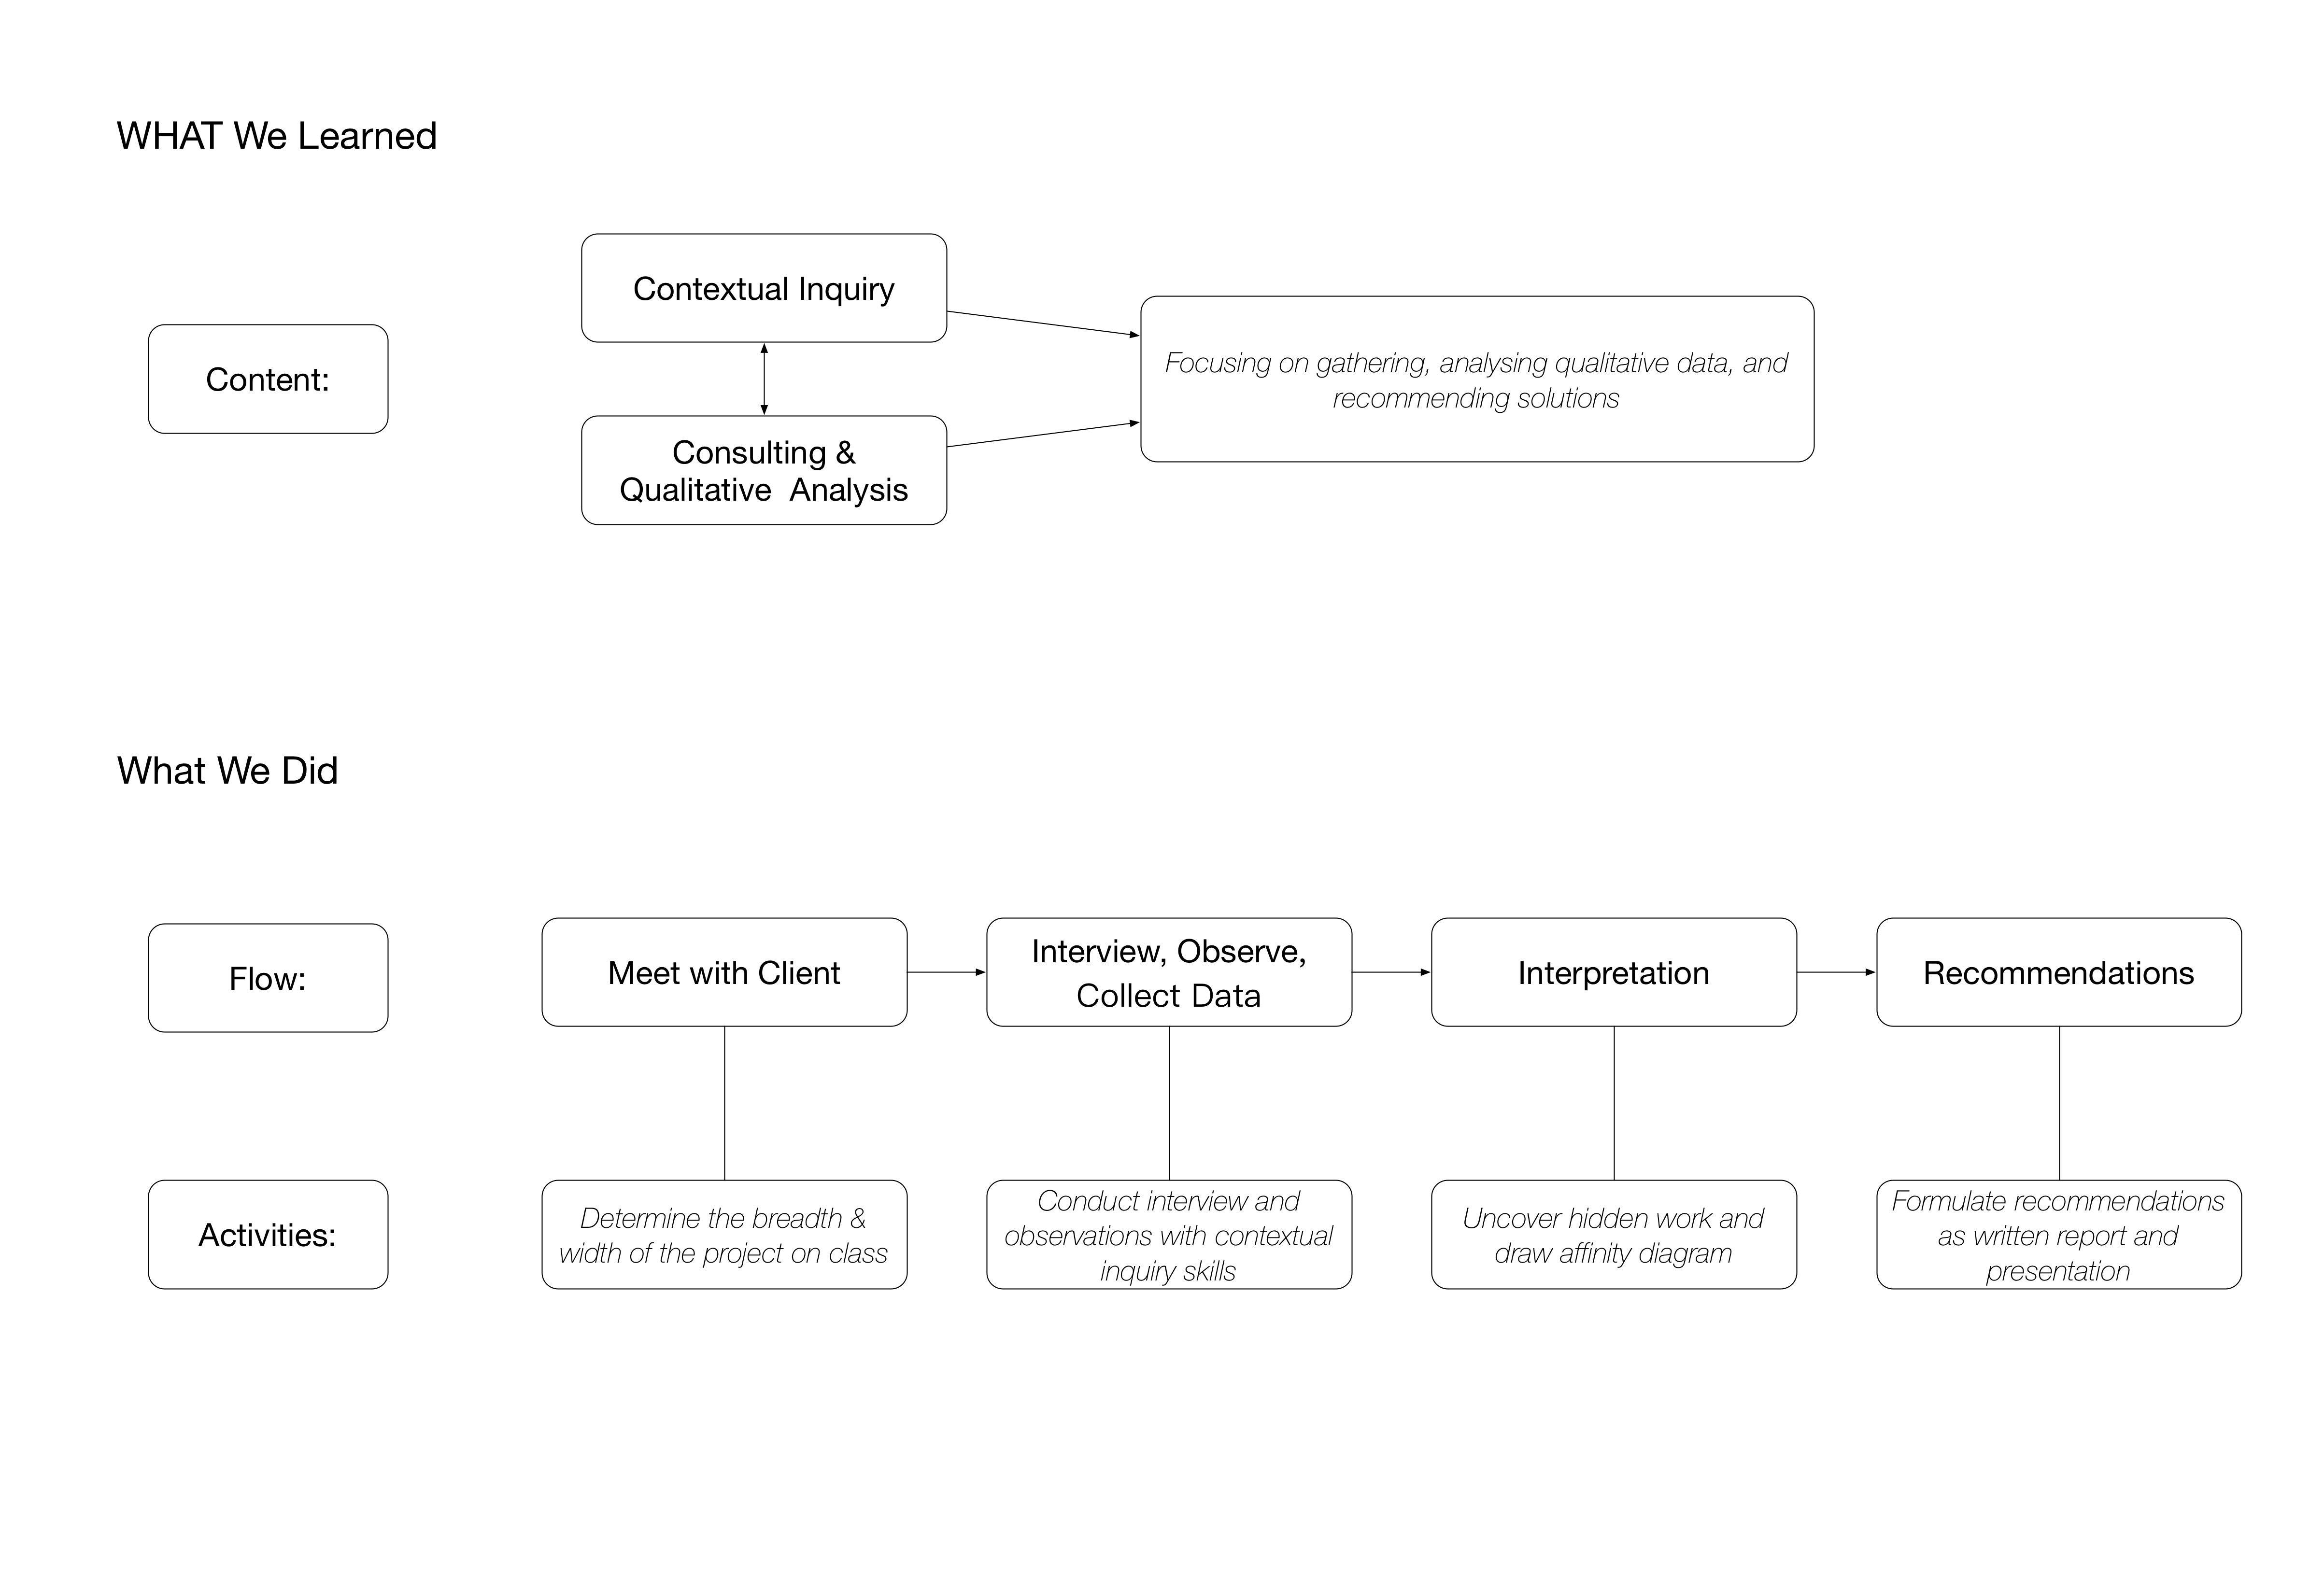 WHAT We Learned
Content:
Contextual Inquiry
Consulting &
Qualitative  Analysis
Focusing on gathering, analysing qualitative data, and
recommending solutions
What We Did
Flow:
Meet with Client
Interview, Observe,
Collect Data
Interpretation
Recommendations
Activities:
Determine the breadth &
width of the project on class
Conduct interview and
observations with contextual
inquiry skills
Uncover hidden work and
draw affinity diagram
Formulate recommendations
as written report and
presentation